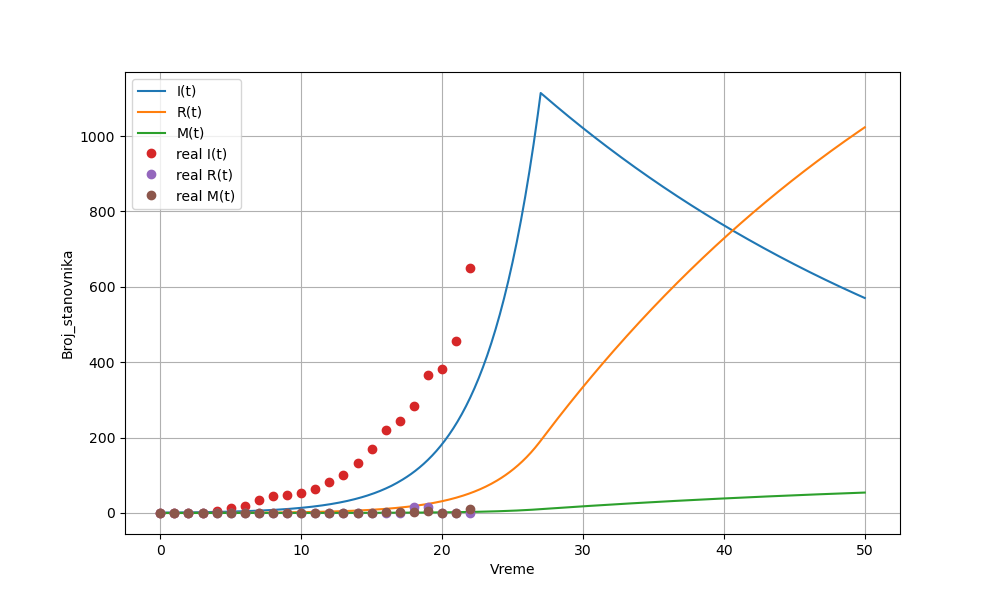 I(t)
R(t)
M(t)
real I(t)
real R(t)
real M(t)
1000
800
600
400
200
0
Broj_stanovnika
0 10 20 30 40 50
Vreme